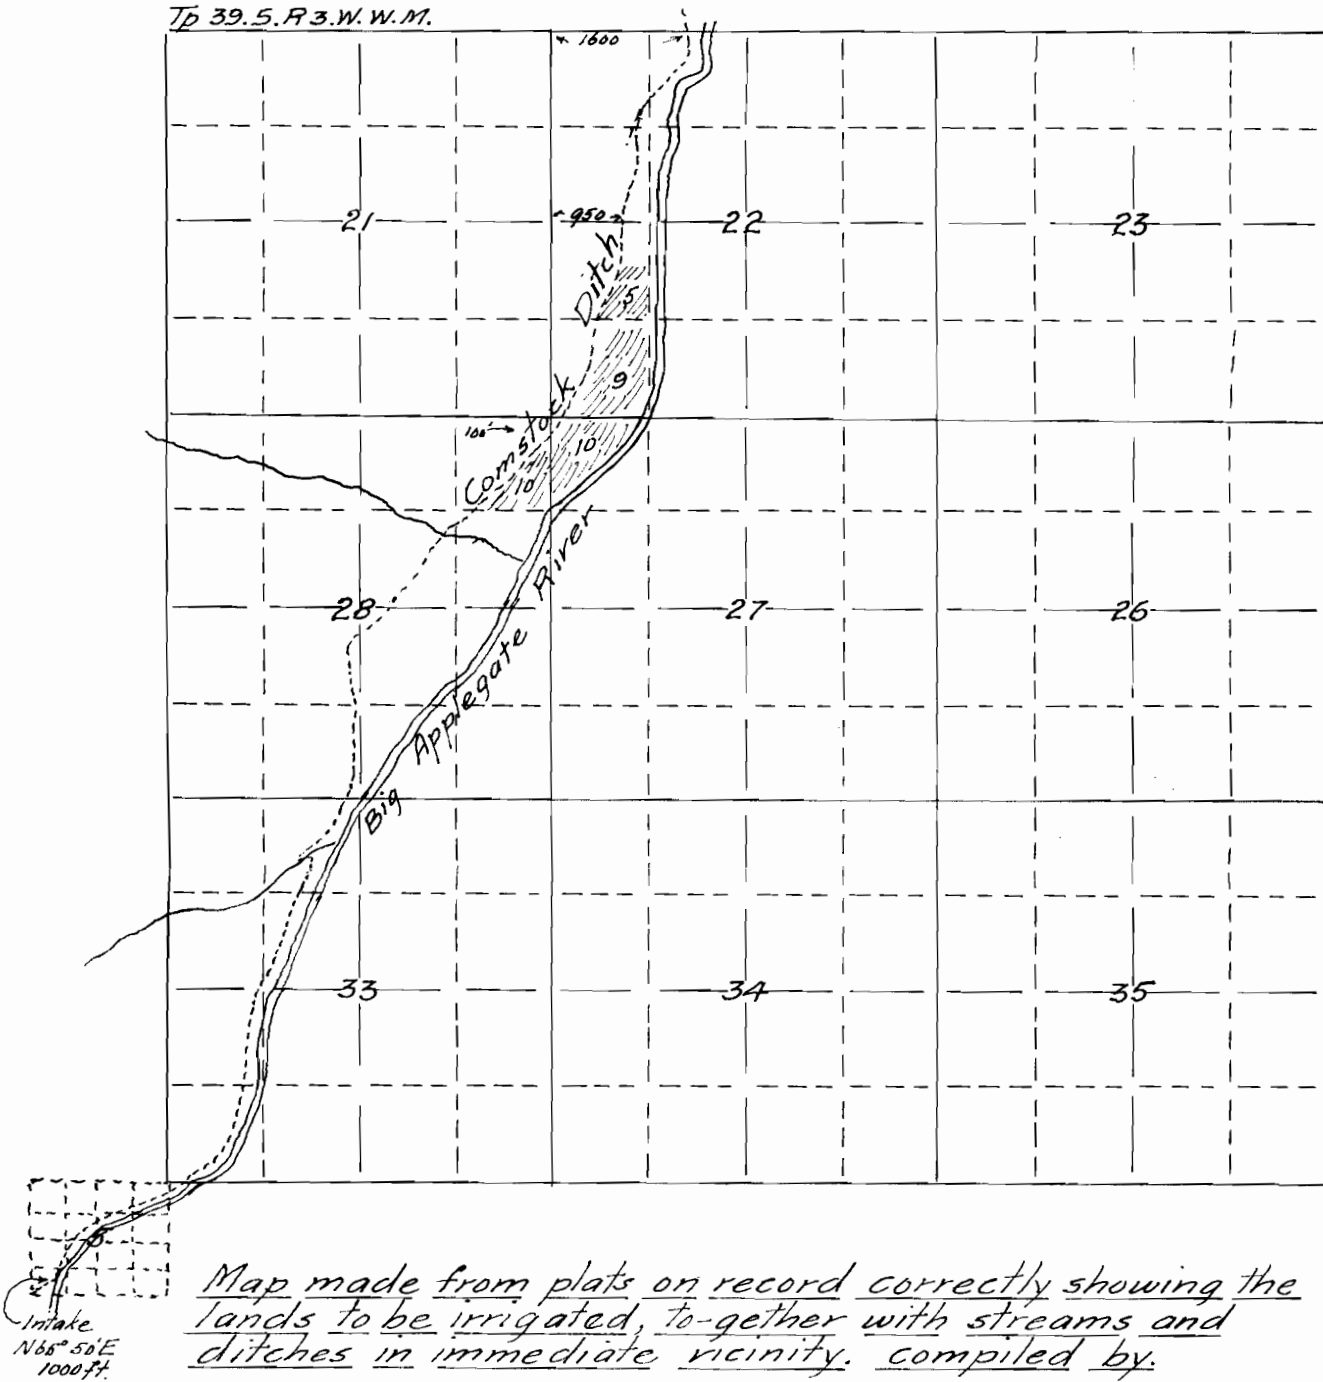 Tp 39.S.R3.W.W.M.
1600
21
950
22
23
Ditch
5
9
Comstock
100'
10
10
28
27
26
Big Applegate River
33
34
35
Intake
1000 ft.
Map made from plats on record correctly showing the
lands to be irrigated, to-gether with streams and
ditches in immediate vicinity. compiled by.